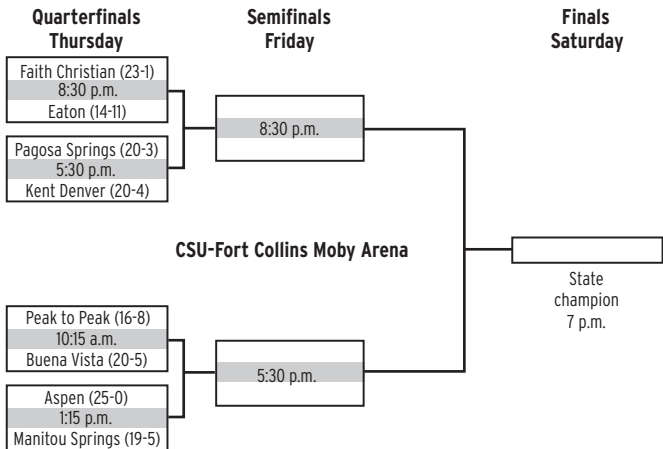 Quarterfinals
Thursday
Semifinals
Friday
Finals
Saturday
Faith Christian (23-1)
8:30 p.m.
Eaton (14-11)
8:30 p.m.
Pagosa Springs (20-3)
5:30 p.m.
Kent Denver (20-4)
CSU-Fort Collins Moby Arena
State
champion
7 p.m.
Peak to Peak (16-8)
10:15 a.m.
Buena Vista (20-5)
5:30 p.m.
Aspen (25-0)
1:15 p.m.
Manitou Springs (19-5)